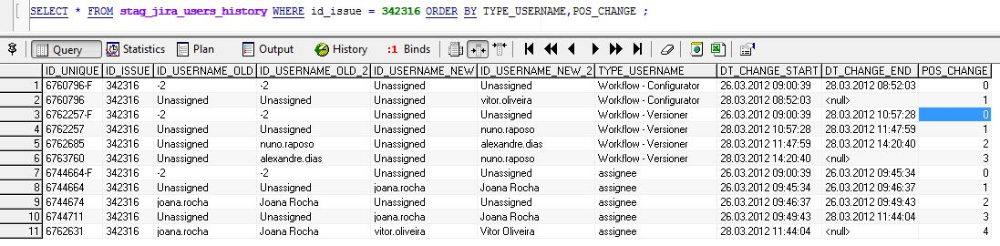 SELECT * FROM stag_jira_users_history WHERE id_issue = 342316 ORDER BY TYPE_USERNAME,POS_CHANGE ;
Query Statistics Plan Output History :1 Binds
ID_UNIQUE ID_ISSUE ID_USERNAME_OLD ID_USERNAME_OLD_2 ID_USERNAME_NEW ID_USERNAME_NEW_2 TYPE_USERNAME DT_CHANGE_START DT_CHANGE_END POS_CHANGE
1 6760796-F 342316 -2 -2 Unassigned Unassigned Workflow - Configurator 26.03.2012 09:00:39 28.03.2012 08:52:03 0
2 6760796 342316 Unassigned Unassigned Unassigned vitor.oliveira Workflow - Configurator 28.03.2012 08:52:03 <null> 1
3 6762257-F 342316 -2 -2 Unassigned Unassigned Workflow - Versioner 26.03.2012 09:00:39 28.03.2012 10:57:28 0
4 6762257 342316 Unassigned Unassigned Unassigned nuno.raposo Workflow - Versioner 28.03.2012 10:57:28 28.03.2012 11:47:59 1
5 6762685 342316 Unassigned nuno.raposo Unassigned alexandre.dias Workflow - Versioner 28.03.2012 11:47:59 28.03.2012 14:20:40 2
6 6763760 342316 Unassigned alexandre.dias Unassigned nuno.raposo Workflow - Versioner 28.03.2012 14:20:40 <null> 3
7 6744664-F 342316 -2 -2 Unassigned Unassigned assignee 26.03.2012 09:00:39 26.03.2012 09:45:34 0
8 6744664 342316 Unassigned Unassigned joana.rocha Joana Rocha assignee 26.03.2012 09:45:34 26.03.2012 09:46:37 1
9 6744674 342316 joana.rocha Joana Rocha Unassigned Unassigned assignee 26.03.2012 09:46:37 26.03.2012 09:49:43 2
10 6744711 342316 Unassigned Unassigned joana.rocha Joana Rocha assignee 26.03.2012 09:49:43 28.03.2012 11:44:04 3
11 6762631 342316 joana.rocha Joana Rocha vitor.oliveira Vitor Oliveira assignee 28.03.2012 11:44:04 <null> 4